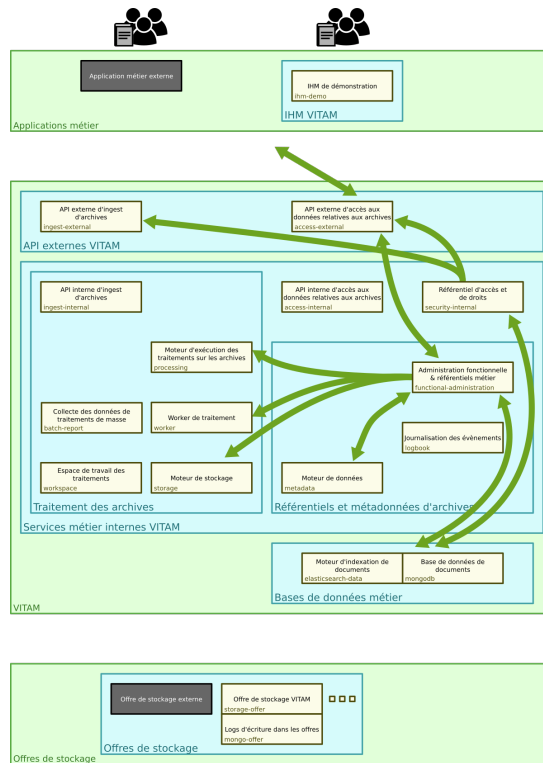 Application métier externe
IHM de démonstration
ihm-demo
IHM VITAM
Applications métier
API externe d'ingest
d'archives
ingest-external
API externe d'accès aux
données relatives aux archives
access-external
API externes VITAM
API interne d'ingest
d'archives
ingest-internal
API interne d'accès aux
données relatives aux archives
access-internal
Référentiel d'accès et
de droits
security-internal
Moteur d'exécution des
traitements sur les archives
processing
Administration fonctionnelle
& référentiels métier
functional-administration
Collecte des données de
traitements de masse
batch-report
Worker de traitement
worker
Journalisation des évènements
logbook
Espace de travail des
traitements
workspace
Moteur de stockage
storage
Moteur de données
metadata
Traitement des archives
Référentiels et métadonnées d'archives
Services métier internes VITAM
Moteur d'indexation de
documents
elasticsearch-data
Base de données de
documents
mongodb
Bases de données métier
VITAM
Offre de stockage externe
Offre de stockage VITAM
storage-offer
Logs d'écriture dans les offres
mongo-offer
Offres de stockage
Offres de stockage